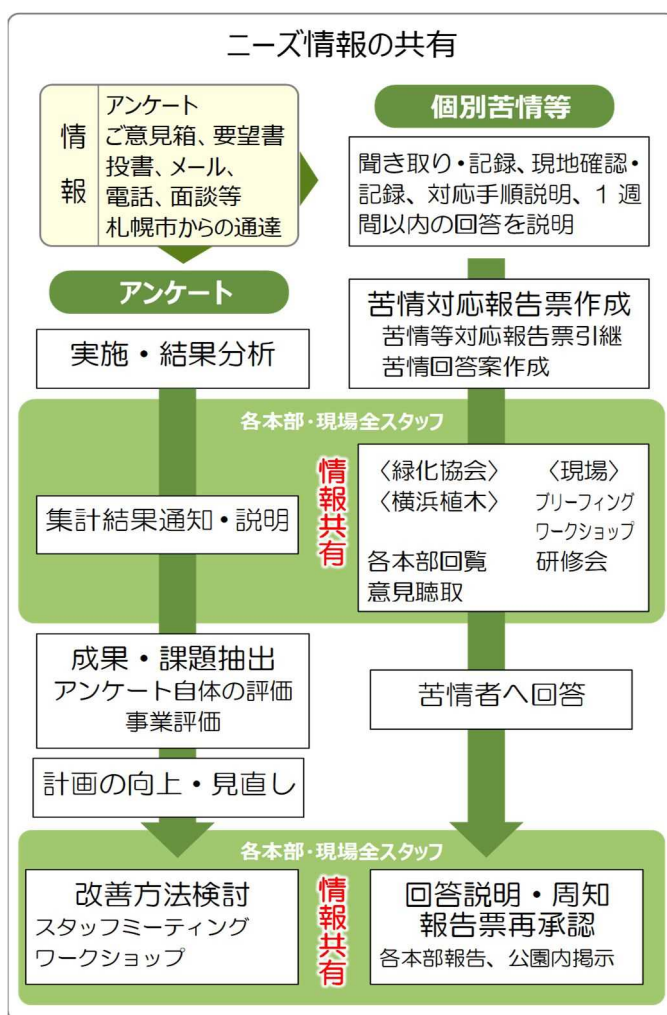 ニーズ情報の共有
情報
アンケート
ご意見箱、要望書
投書、メール、
電話、面談等
札幌市からの通達
個別苦情等
聞き取り・記録、現地確認・
記録、対応手順説明、1 週
間以内の回答を説明
アンケート
実施・結果分析
苦情対応報告票作成
苦情等対応報告票引継
苦情回答案作成
各本部・現場全スタッフ
集計結果通知・説明
情報共有
〈緑化協会〉
〈横浜植木〉
各本部回覧
意見聴取
〈現場〉
ブリーフィング
ワークショップ
研修会
成果・課題抽出
アンケート自体の評価
事業評価
苦情者へ回答
計画の向上・見直し
各本部・現場全スタッフ
改善方法検討
スタッフミーティング
ワークショップ
情報共有
回答説明・周知
報告票再承認
各本部報告、公園内掲示